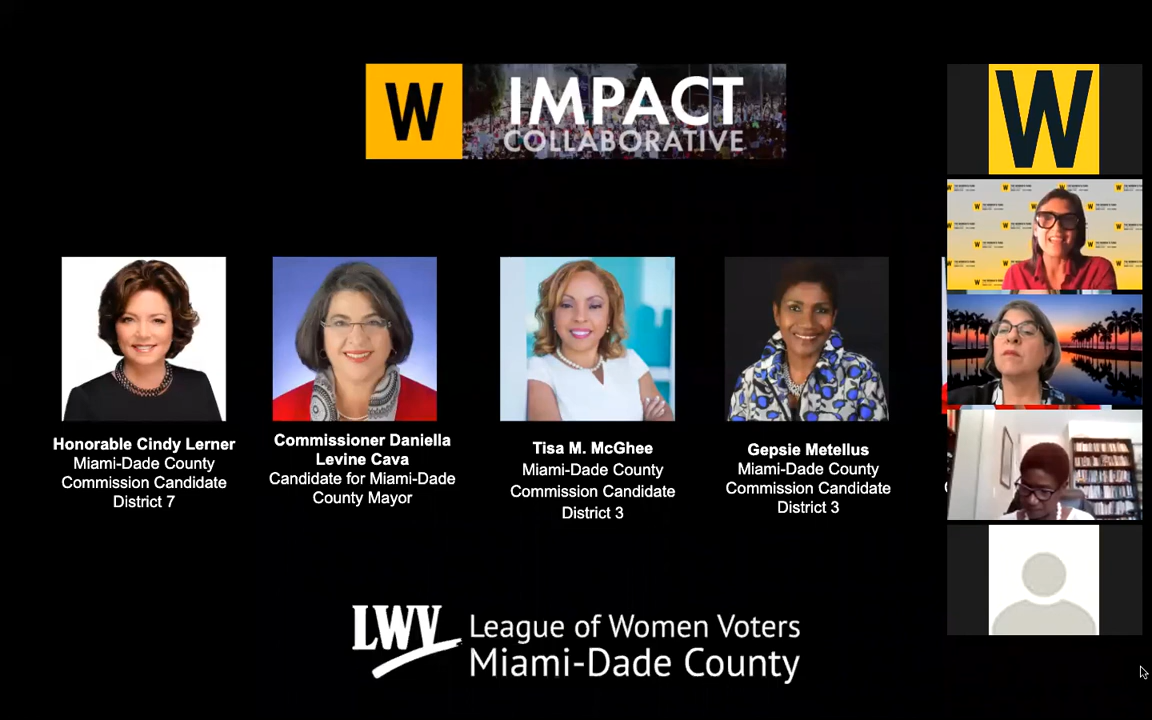 W
IMPACT
COLLABORATIVE
W
Honorable Cindy Lerner
Miami-Dade County
Commission Candidate
District 7
Commissioner Daniella
Levine Cava
Candidate for Miami-Dade
County Mayor
Tisa M. McGhee
Miami-Dade County
Commission Candidate
District 3
Gepsie Metellus
Miami-Dade County
Commission Candidate
District 3
LWV
League of Women Voters
Miami-Dade County